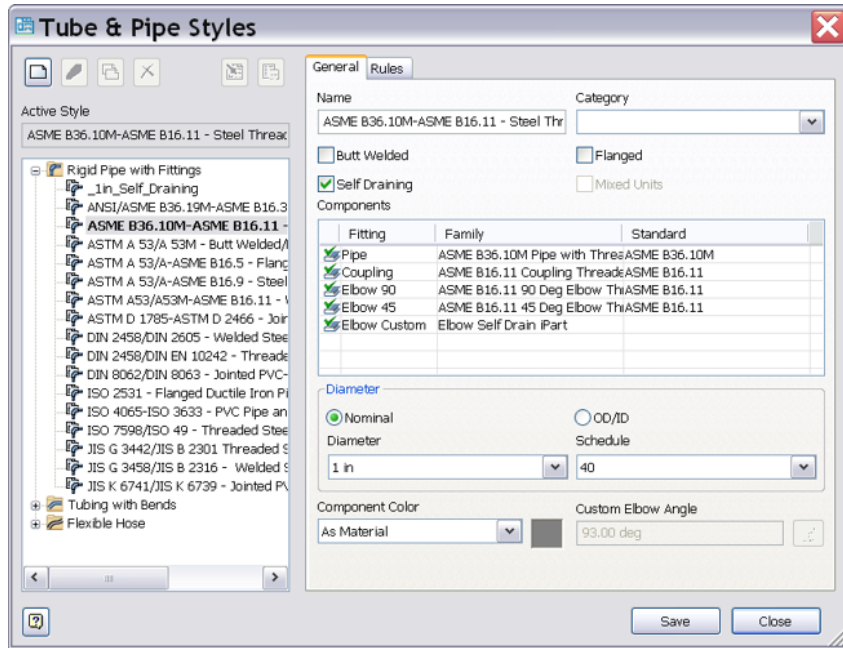 Tube & Pipe Styles
Active Style
ASME B36.10M-ASME B16.11 - Steel Threac
Rigid Pipe with Fittings
_1in_Self_Draining
ANSI/ASME B36.19M-ASME B16.3
ASME B36.10M-ASME B16.11 -
ASTM A 53/A 53M - Butt Welded/
ASTM A 53/A-ASME B16.5 - Flang
ASTM A 53/A-ASME B16.9 - Steel
ASTM A53/A53M-ASME B16.11 -
ASTM D 1785-ASTM D 2466 - Joir
DIN 2458/DIN 2605 - Welded Stee
DIN 2458/DIN EN 10242 - Threade
DIN 8062/DIN 8063 - Jointed PVC-
ISO 2531 - Flanged Ductile Iron Pi
ISO 4065-ISO 3633 - PVC Pipe an
ISO 7598/ISO 49 - Threaded Stee
JIS G 3442/JIS B 2301 Threaded S
JIS G 3458/JIS B 2316 - Welded S
JIS K 6741/JIS K 6739 - Jointed PV
Tubing with Bends
Flexible Hose
General Rules
Name Category
ASME B36.10M-ASME B16.11 - Steel Thr
Butt Welded Flanged
Self Draining Mixed Units
Components
Fitting Family Standard
Pipe ASME B36.10M Pipe with Threa ASME B36.10M
Coupling ASME B16.11 Coupling Threade ASME B16.11
Elbow 90 ASME B16.11 90 Deg Elbow Thi ASME B16.11
Elbow 45 ASME B16.11 45 Deg Elbow Thi ASME B16.11
Elbow Custom Elbow Self Drain iPart
Diameter
Nominal OD/ID
Diameter Schedule
1 in 40
Component Color Custom Elbow Angle
As Material 93.00 deg
Save Close